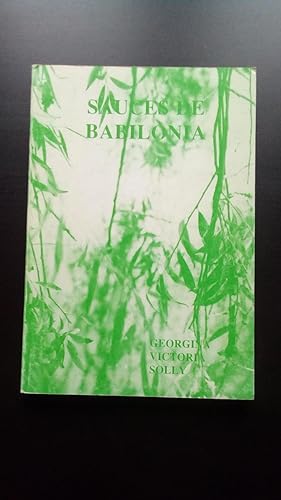 SAUCES DE
BABILONIA
GEORGINA
VICTORIA
SOLLY